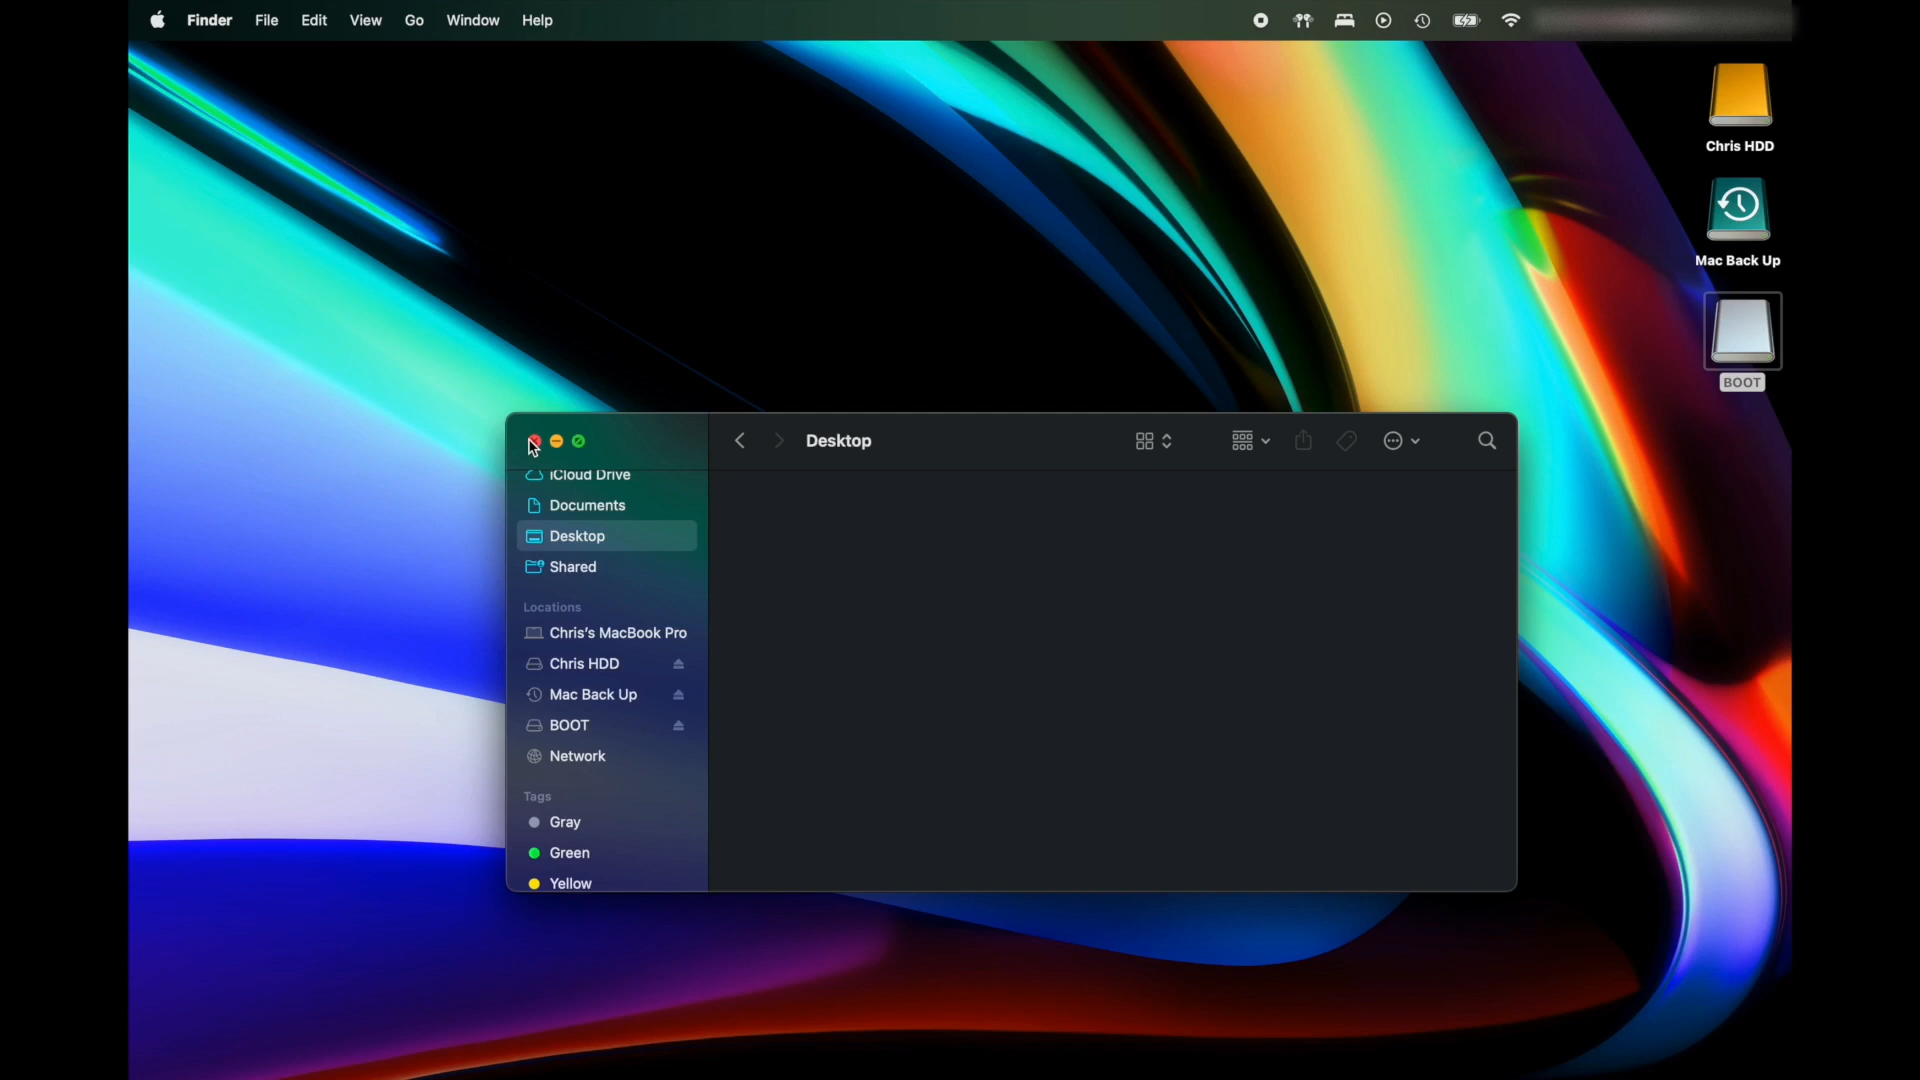 Finder File Edit View Go Window Help
Chris HDD
Mac Back Up
BOOT
Desktop
iCloud Drive
Documents
Desktop
Shared
Locations
Chris's MacBook Pro
Chris HDD
Mac Back Up
BOOT
Network
Tags
Gray
Green
Yellow